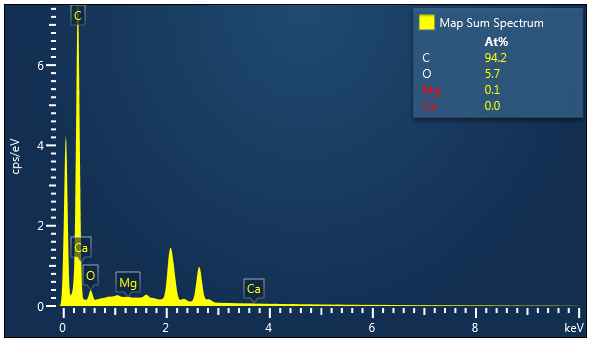 C
Map Sum Spectrum
At%
C 94.2
O 5.7
Mg 0.1
Ca 0.0
6
4
cps/eV
2
Ca
O
Mg
Ca
0
0 2 4 6 8 keV